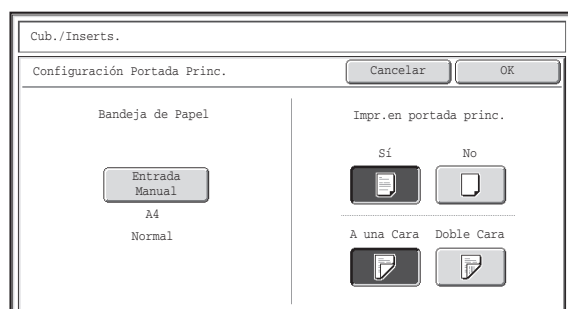 Cub./Inserts.
Configuración Portada Princ.
Cancelar
OK
Bandeja de Papel
Entrada
Manual
A4
Normal
Impr.en portada princ.
Sí No
A una Cara Doble Cara